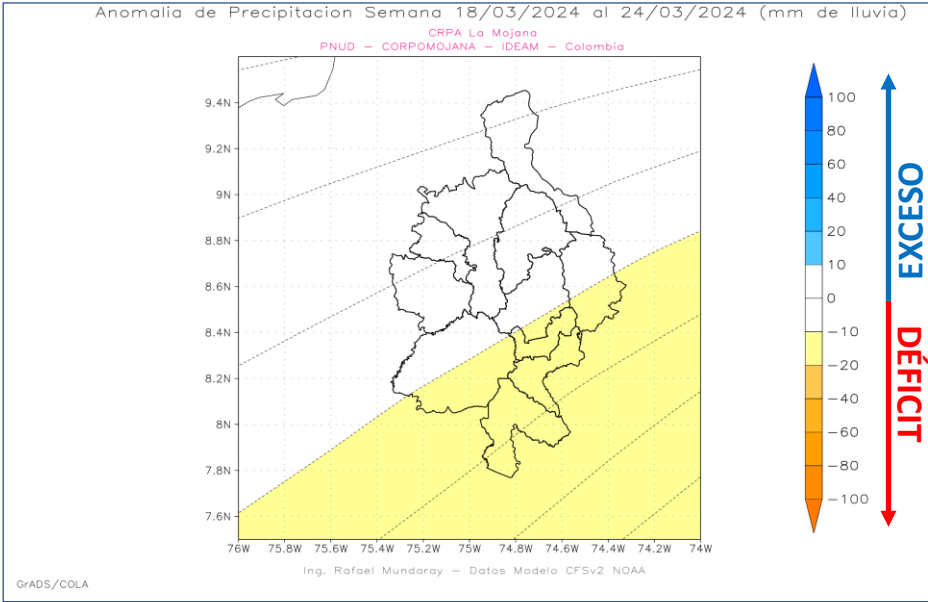 Anomalia de Precipitacion Semana 18/03/2024 al 24/03/2024 (mm de lluvia)
CRPA La Mojana
PNUD – CORPOMOJANA – IDEAM – Colombia
9.4N
9.2N
9N
8.8N
8.6N
8.4N
8.2N
8N
7.8N
7.6N
76W 75.8W 75.6W 75.4W 75.2W 75W 74.8W 74.6W 74.4W 74.2W 74W
100
80
60
40
20
10
0
−10
−20
−40
−60
−80
−100
EXCESO
DÉFICIT
Ing. Rafael Mundaray – Datos Modelo CFSv2 NOAA
GrADS/COLA